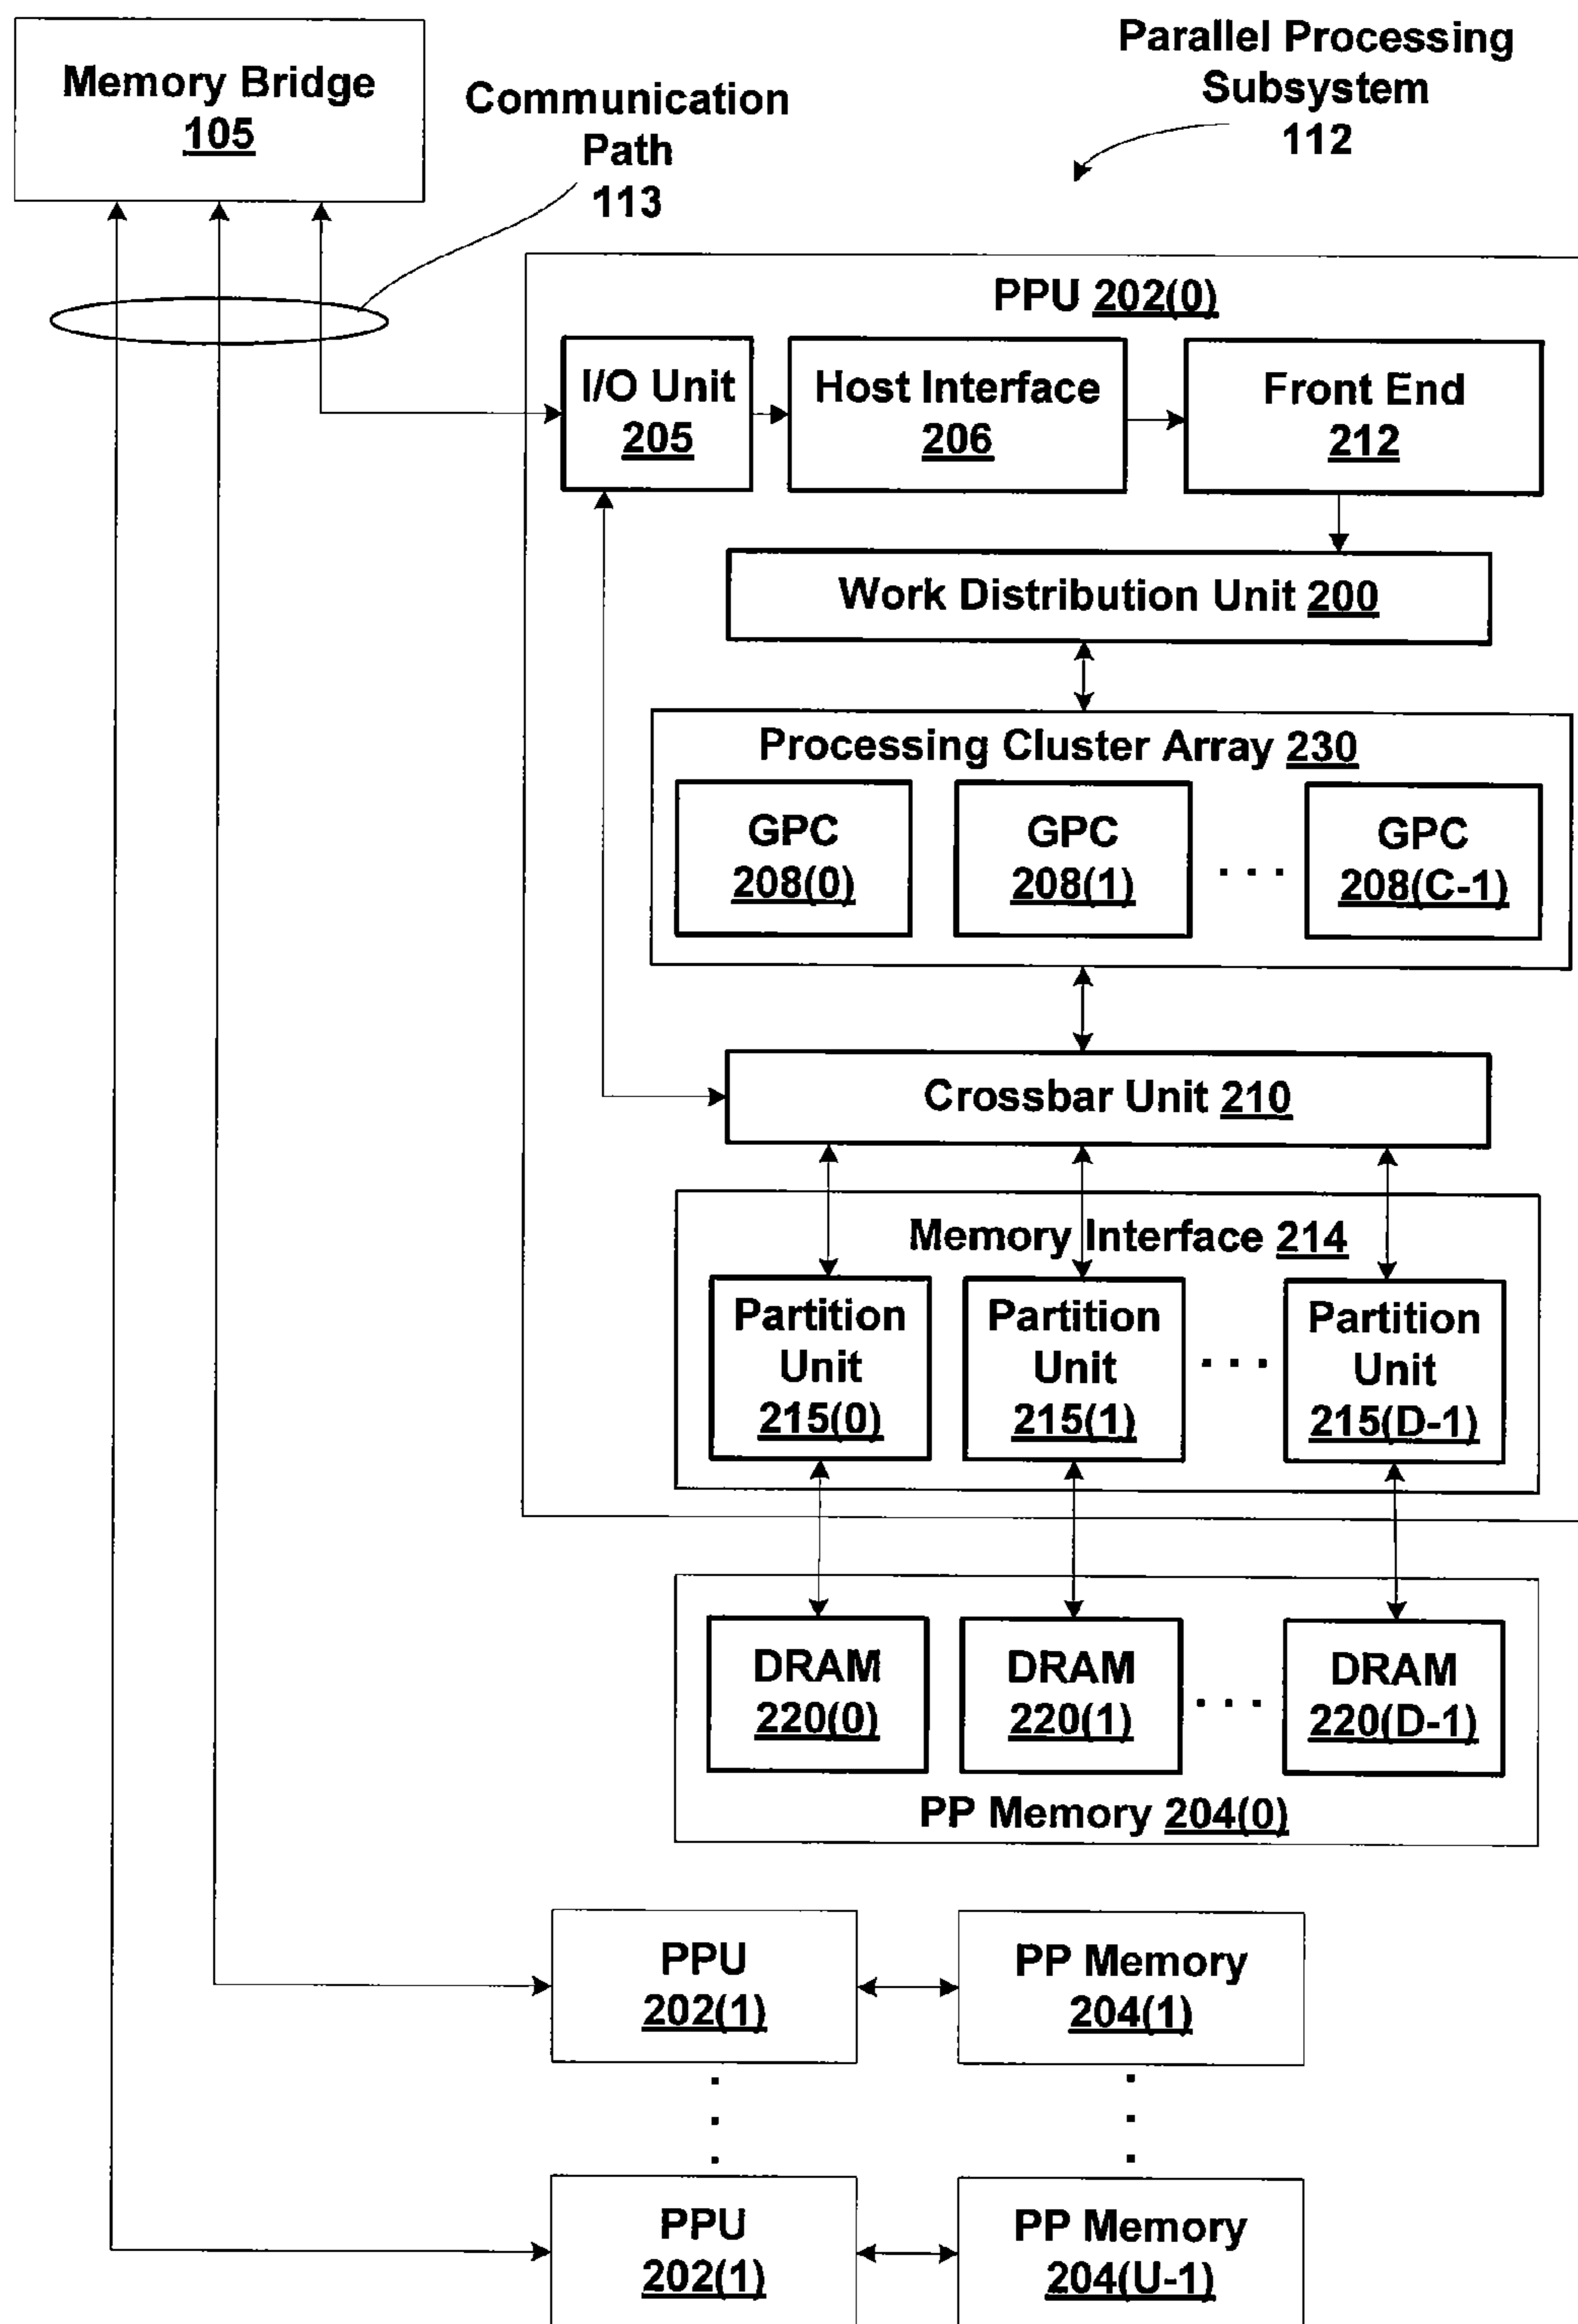 Memory Bridge
105
Communication
Path
113
Parallel Processing
Subsystem
112
PPU 202(0)
I/O Unit
205
Host Interface
206
Front End
212
Work Distribution Unit 200
Processing Cluster Array 230
GPC
208(0)
GPC
208(1)
. . .
GPC
208(C-1)
Crossbar Unit 210
Memory Interface 214
Partition
Unit
215(0)
Partition
Unit
215(1)
. . .
Partition
Unit
215(D-1)
DRAM
220(0)
DRAM
220(1)
. . .
DRAM
220(D-1)
PP Memory 204(0)
PPU
202(1)
PP Memory
204(1)
PPU
202(1)
PP Memory
204(U-1)